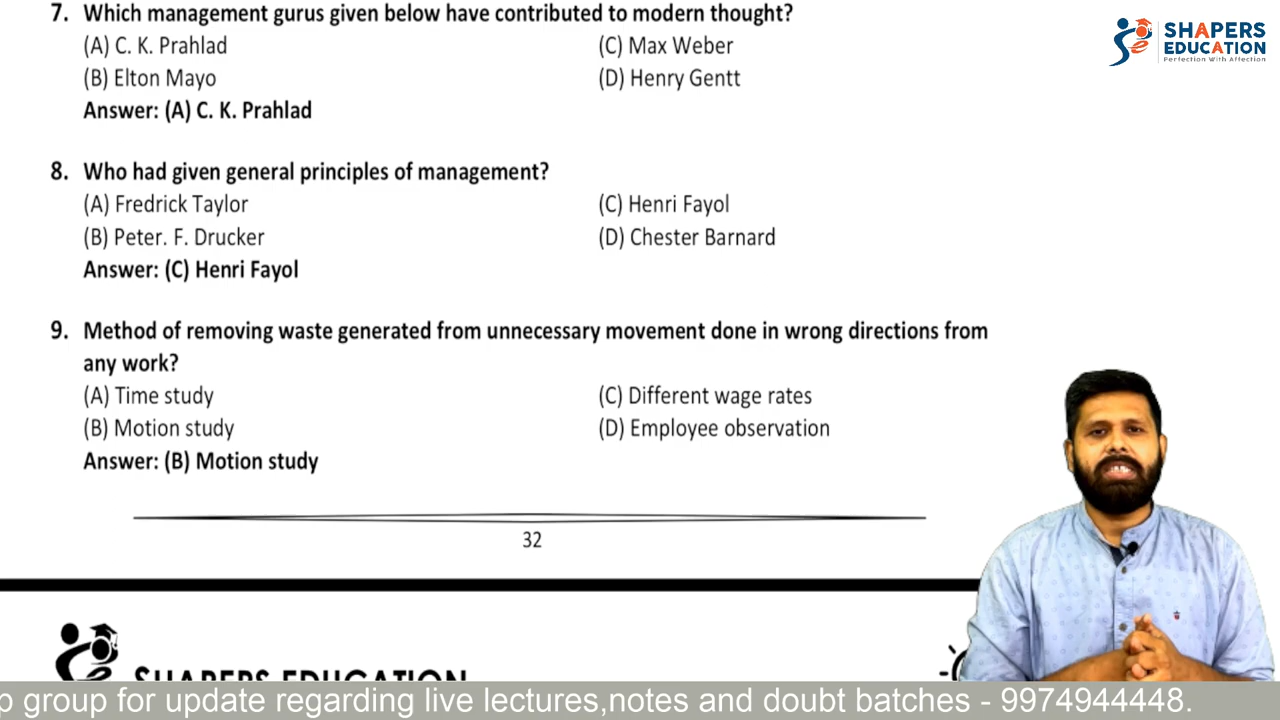 7. Which management gurus given below have contributed to modern thought?
(A) C. K. Prahlad
(C) Max Weber
(B) Elton Mayo
(D) Henry Gentt
Answer: (A) C. K. Prahlad
8. Who had given general principles of management?
(A) Fredrick Taylor
(C) Henri Fayol
(B) Peter. F. Drucker
(D) Chester Barnard
Answer: (C) Henri Fayol
9. Method of removing waste generated from unnecessary movement done in wrong directions from
any work?
(A) Time study
(C) Different wage rates
(B) Motion study
(D) Employee observation
Answer: (B) Motion study
32
SHAPERS
EDUCATION
Perfection With Affection
SHAPERS EDUCATION
p group for update regarding live lectures,notes and doubt batches - 9974944448.